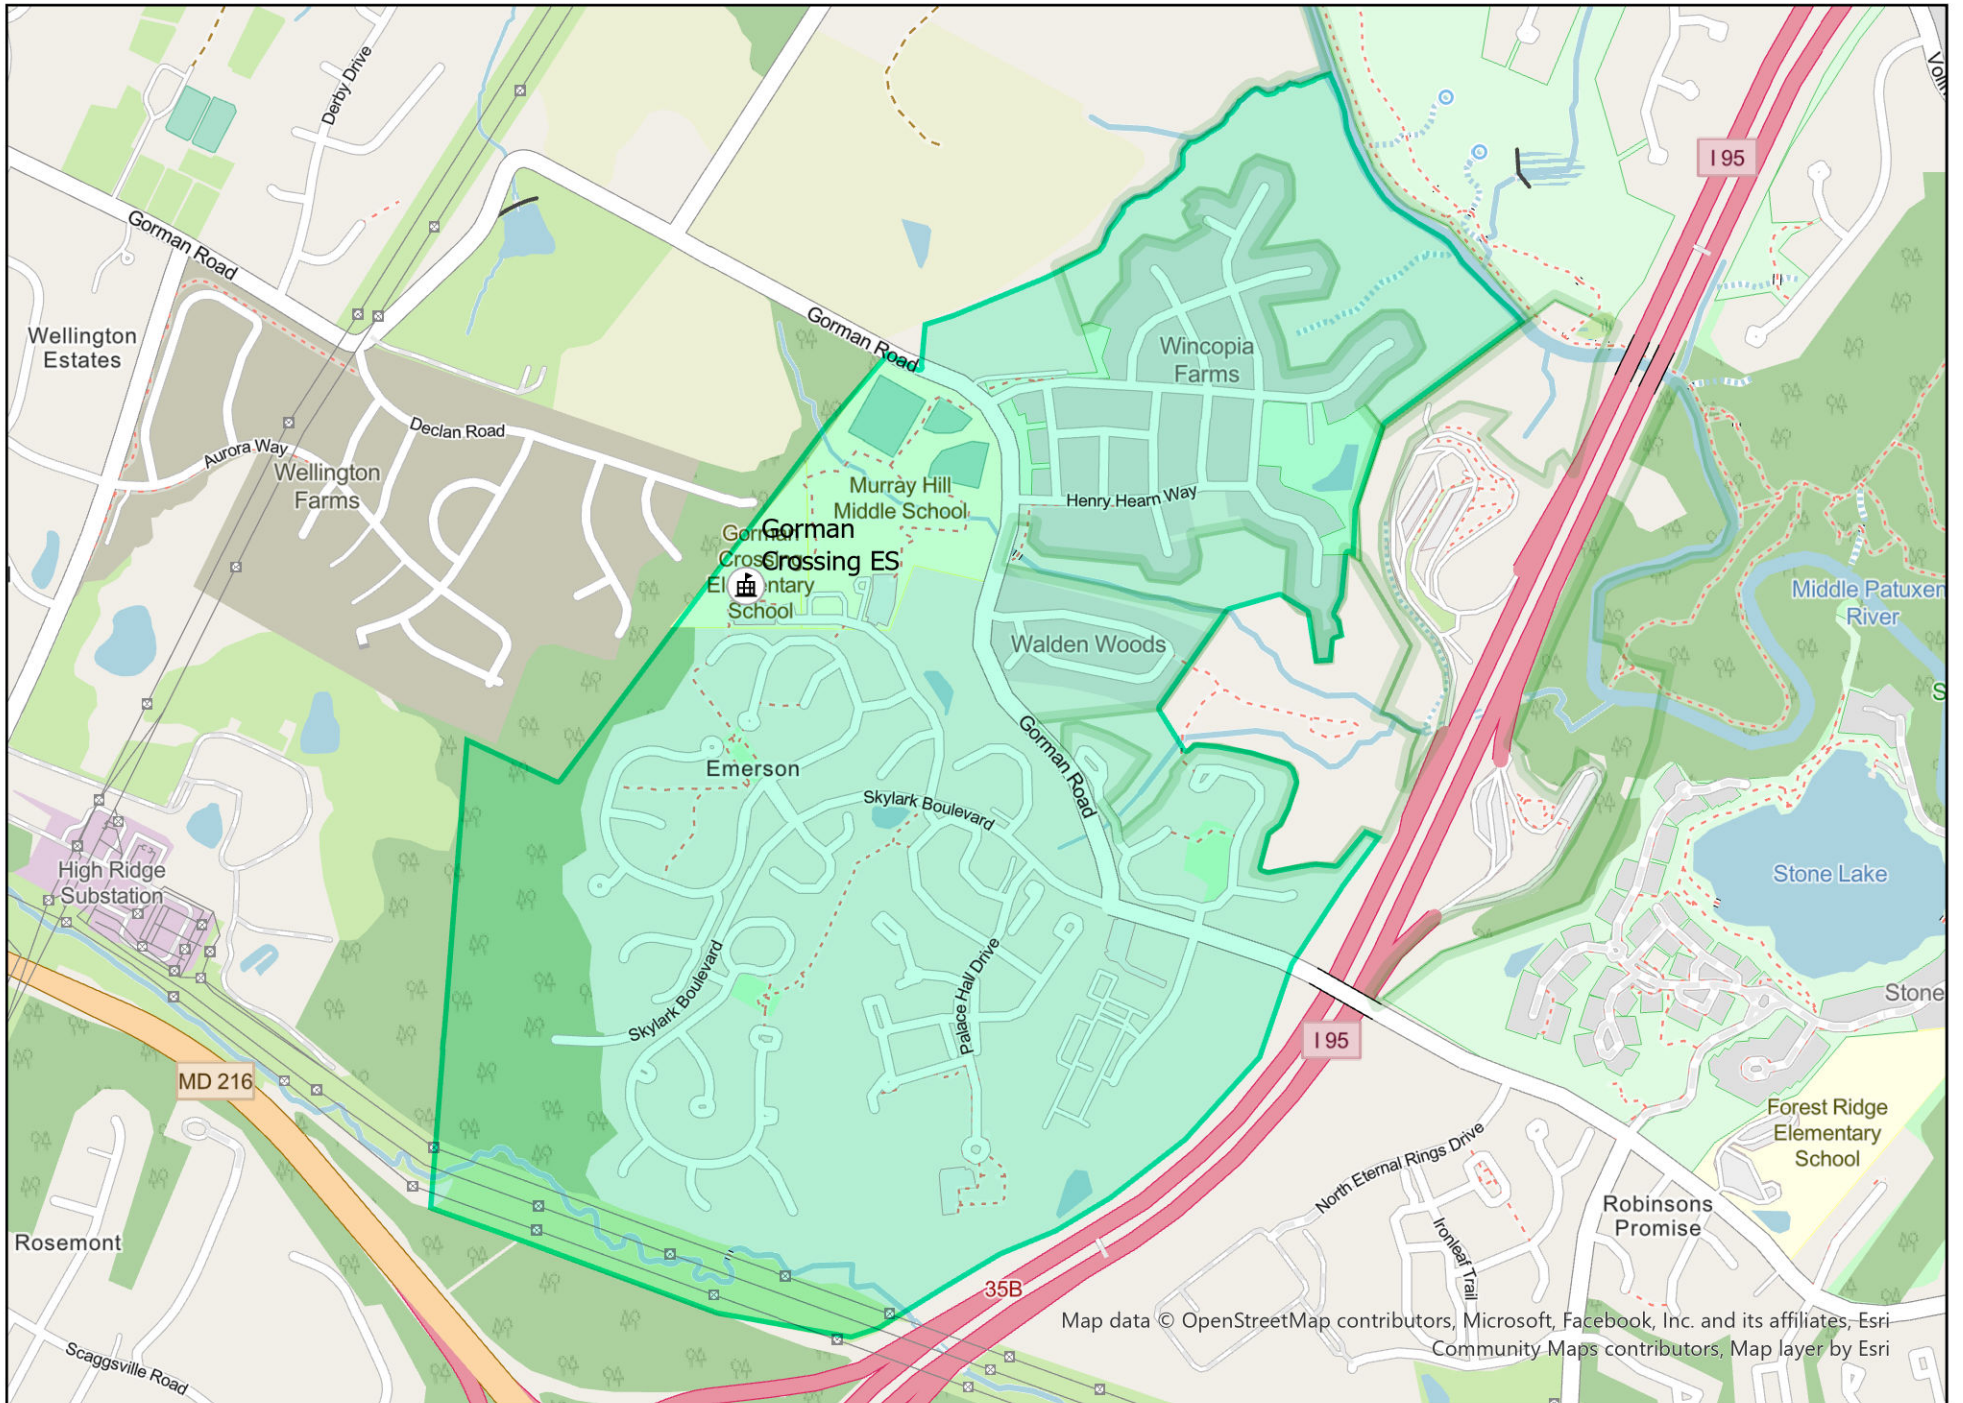 Derby Drive
I 95
Gorman Road
Wellington
Estates
Gorman Road
Wincopia
Farms
Declan Road
Aurora Way
Wellington
Farms
Murray Hill
Middle School
Henry Hearn Way
Gorman
Crossing ES
Gorman
Crossing
Elementary
School
Middle Patuxen
River
Walden Woods
Gorman Road
Emerson
Skylark Boulevard
High Ridge
Substation
Stone Lake
Skylark Boulevard
Palace Hall Drive
Stone
I 95
MD 216
Forest Ridge
Elementary
School
North Eternal Rings Drive
Robinsons
Promise
Ironleaf Trail
Rosemont
35B
Scaggsville Road
Map data © OpenStreetMap contributors, Microsoft, Facebook, Inc. and its affiliates, Esri
Community Maps contributors, Map layer by Esri